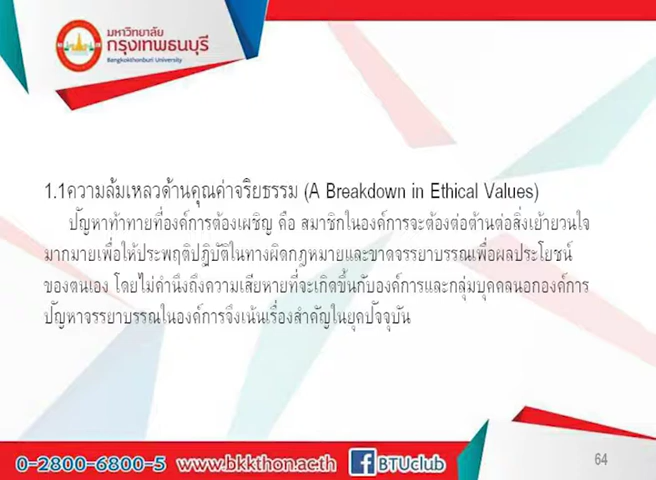 มหาวิทยาลัย
กรุงเทพธนบุรี
Bangkokthonburi University
1.1ความล้มเหลวด้านคุณค่าจริยธรรม (A Breakdown in Ethical Values)
ปัญหาท้าทายที่องค์การต้องเผชิญ คือ สมาชิกในองค์การจะต้องต่อต้านต่อสิ่งเย้ายวนใจ
มากมายเพื่อให้ประพฤติปฏิบัติในทางผิดกฎหมายและขาดจรรยาบรรณเพื่อผลประโยชน์
ของตนเอง โดยไม่คำนึงถึงความเสียหายที่จะเกิดขึ้นกับองค์การและกลุ่มบุคคลนอกองค์การ
ปัญหาจรรยาบรรณในองค์การจึงเน้นเรื่องสำคัญในยุคปัจจุบัน
0-2800-6800-5 www.bkkthon.ac.th f BTUclub
64